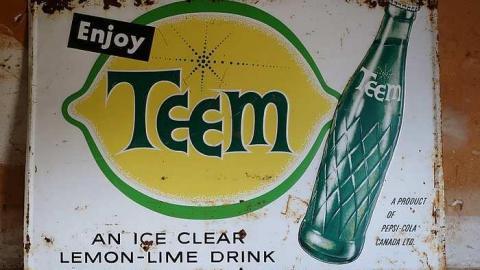 Enjoy
TEEM
TEEM
AN ICE CLEAR
LEMON-LIME DRINK
A PRODUCT
OF
PEPSI-COLA
CANADA LTD.